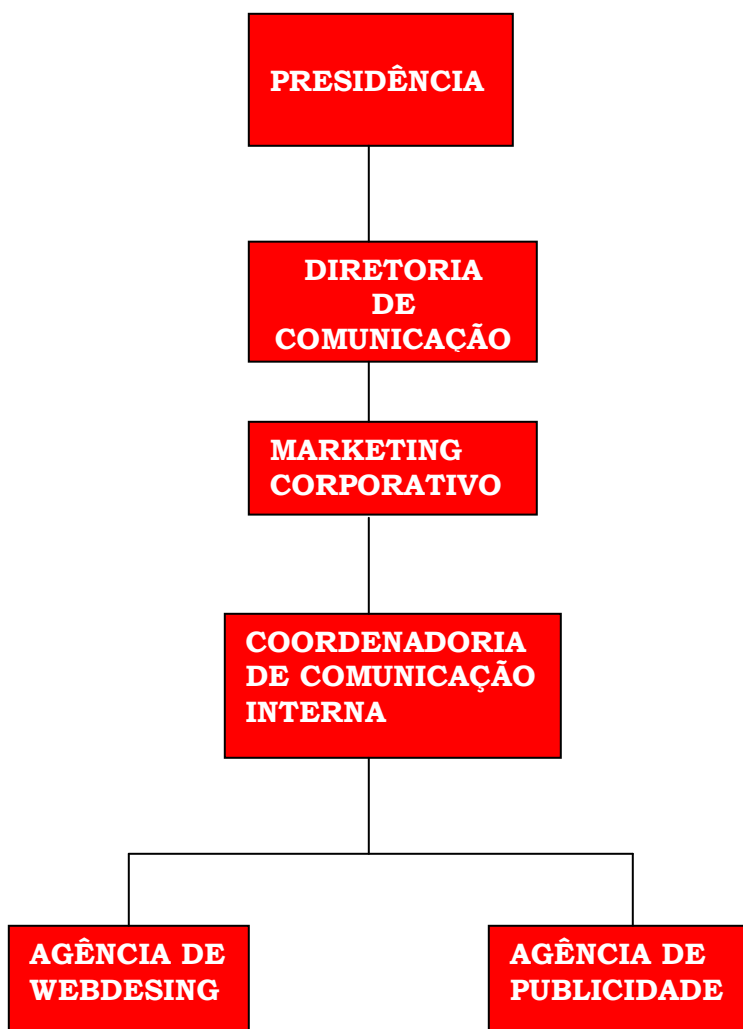 PRESIDÊNCIA
DIRETORIA
DE
COMUNICAÇÃO
MARKETING
CORPORATIVO
COORDENADORIA
DE COMUNICAÇÃO
INTERNA
AGÊNCIA DE
WEBDESING
AGÊNCIA DE
PUBLICIDADE